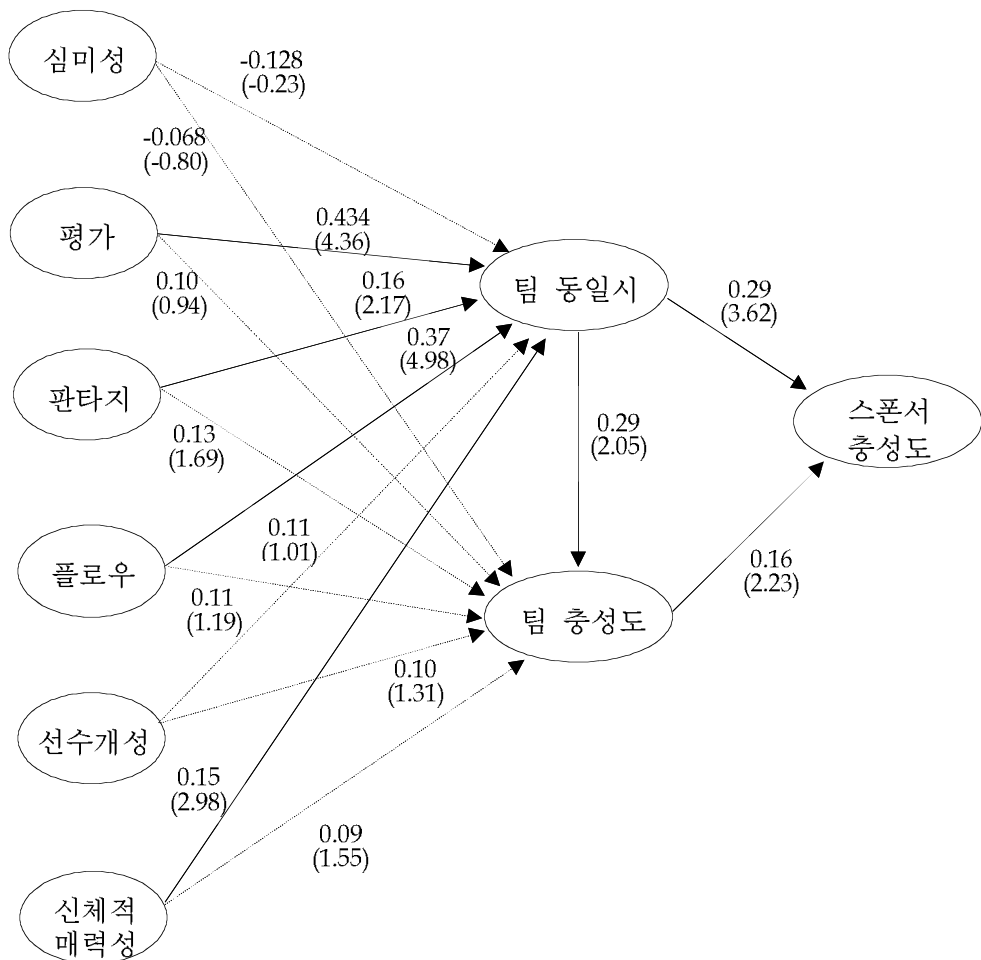 심미성
-0.128
(-0.23)
-0.068
(-0.80)
평가
0.434
(4.36)
0.10
(0.94)
0.16
(2.17)
팀 동일시
0.29
(3.62)
판타지
0.37
(4.98)
0.13
(1.69)
0.29
(2.05)
스폰서
충성도
플로우
0.11
(1.01)
0.11
(1.19)
팀 충성도
0.16
(2.23)
0.10
(1.31)
선수개성
0.15
(2.98)
0.09
(1.55)
신체적
매력성